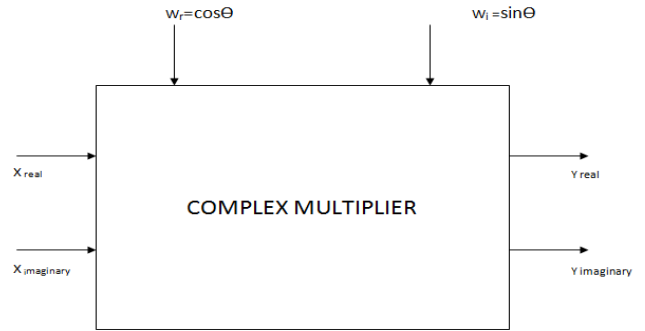 wr=cosΘ
wi =sinΘ
X real
Y real
COMPLEX MULTIPLIER
X imaginary
Y imaginary